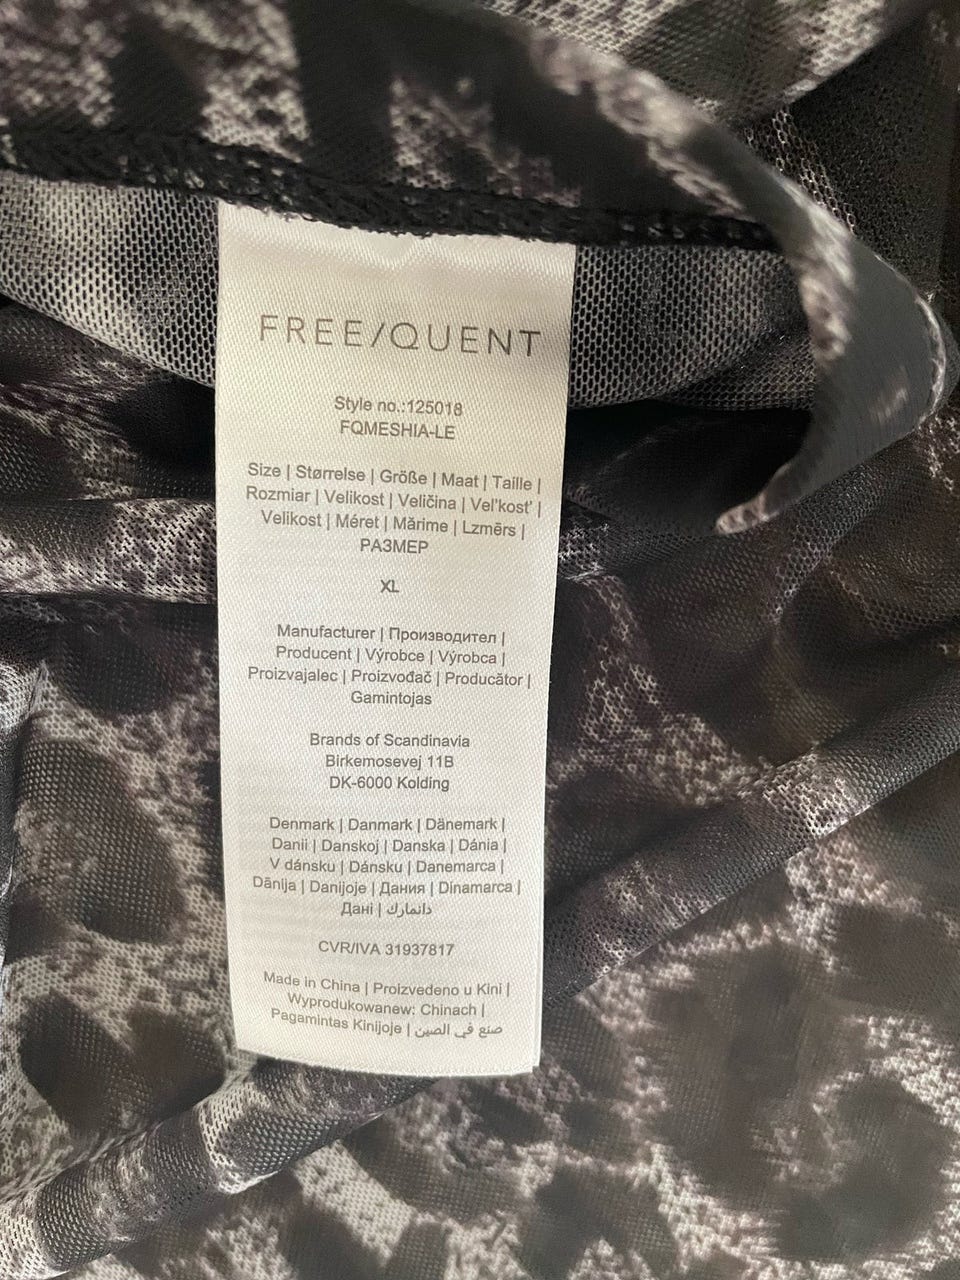 FREE/QUENT
Style no.:125018
FQMESHIA-LE
Size | Størrelse | Größe | Maat | Taille |
Rozmiar | Velikost | Veličina | Vel'kosť |
Velikost | Méret | Mărime | Lzmērs |
РАЗМЕР
XL
Manufacturer | Производител |
Producent | Výrobce | Výrobca |
Proizvajalec | Proizvođač | Producător |
Gamintojas
Brands of Scandinavia
Birkemosevej 11B
DK-6000 Kolding
Denmark | Danmark | Dänemark |
Danii | Danskoj | Danska | Dánia |
V dánsku | Dánsku | Danemarca |
Dānija | Danijoje | Дания | Dinamarca |
Дані | دانمارك
CVR/IVA 31937817
Made in China | Proizvedeno u Kini |
Wyprodukowanew: Chinach |
Pagamintas Kinijoje | صنع في الصين